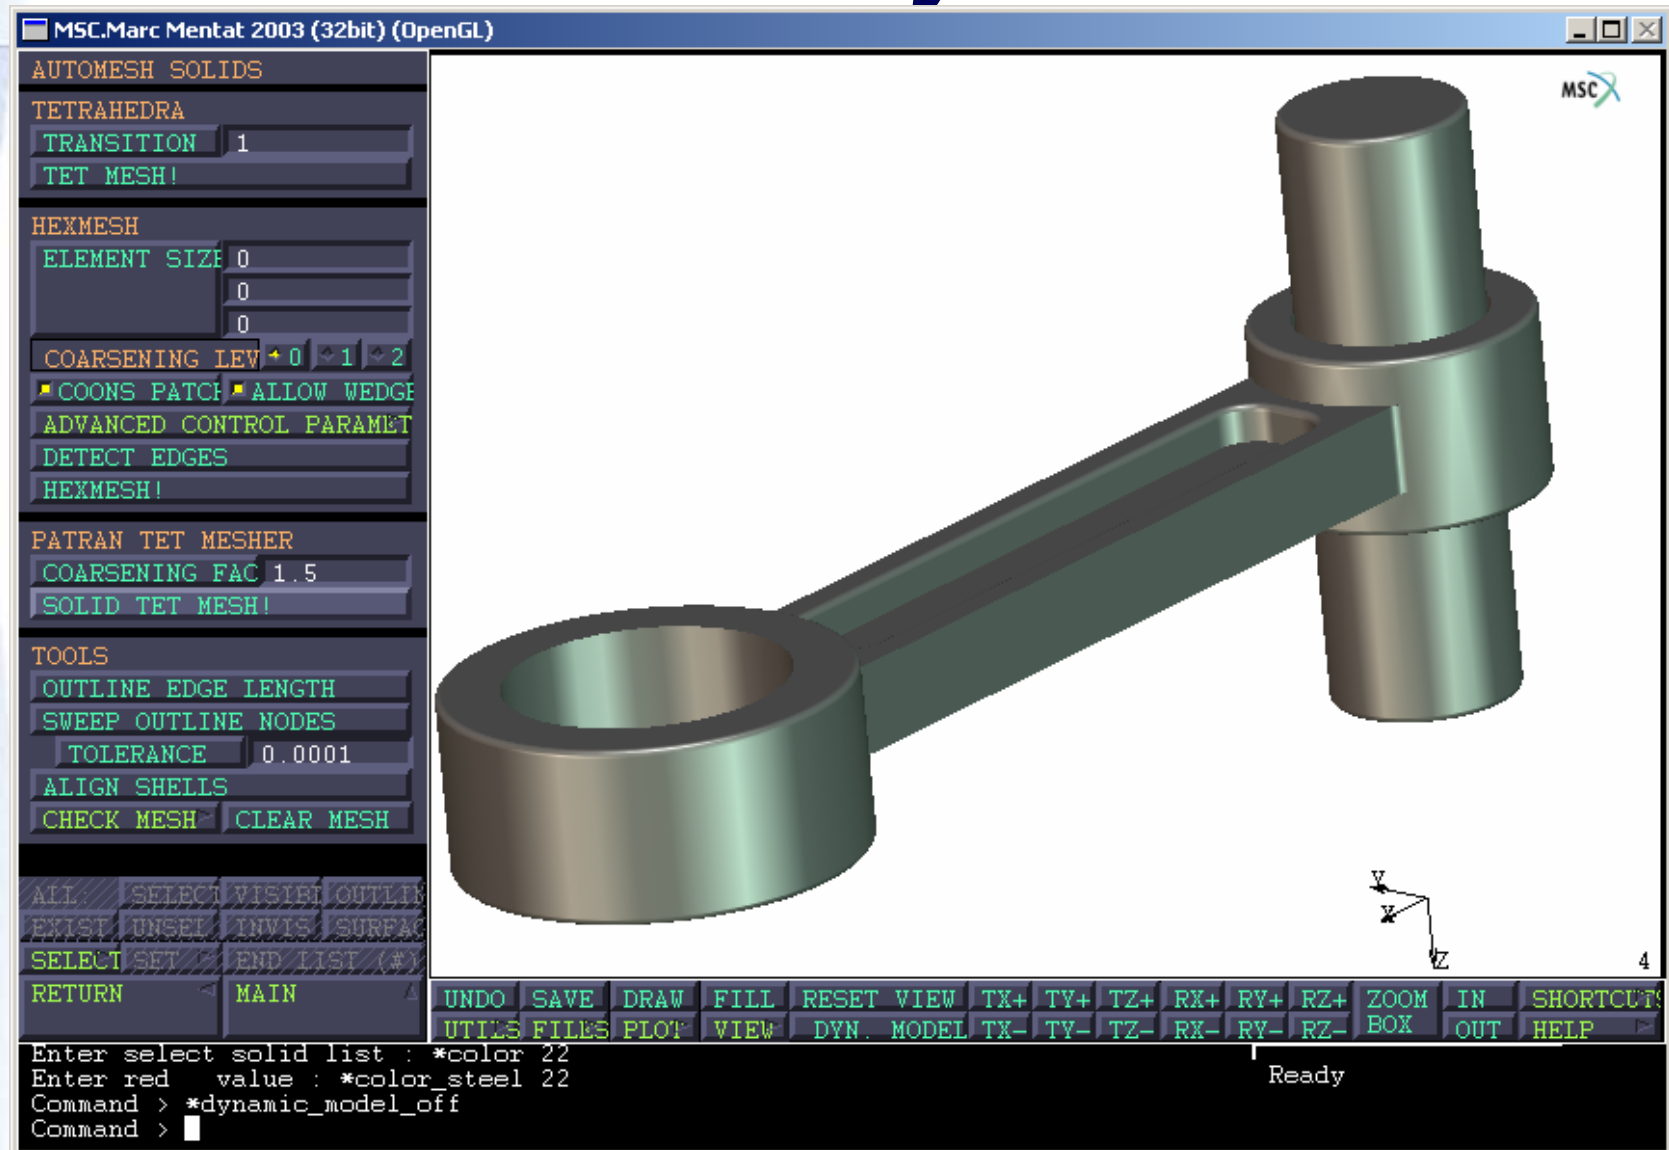 MSC.Marc Mentat 2003 (32bit) (OpenGL)
AUTOMESH SOLIDS
TETRAHEDRA
TRANSITION 1
TET MESH!
HEXMESH
ELEMENT SIZE 0
0
0
COARSENING LEV 0 1 2
COONS PATCH ALLOW WEDGE
ADVANCED CONTROL PARAMET
DETECT EDGES
HEXMESH!
PATRAN TET MESHER
COARSENING FAC 1.5
SOLID TET MESH!
TOOLS
OUTLINE EDGE LENGTH
SWEEP OUTLINE NODES
TOLERANCE 0.0001
ALIGN SHELLS
CHECK MESH CLEAR MESH
ALL: SELECT VISIBI OUTLIN
EXIST UNSEL INVIS SURFAC
SELECT SET END LIST (#)
RETURN MAIN
MSC
Y
X
Z
4
UNDO SAVE DRAW FILL RESET VIEW TX+ TY+ TZ+ RX+ RY+ RZ+ ZOOM BOX IN SHORTCUTS
UTILS FILES PLOT VIEW DYN. MODEL TX- TY- TZ- RX- RY- RZ- OUT HELP
Enter select solid list : *color 22
Enter red value : *color_steel 22
Command > *dynamic_model_off
Command >
Ready